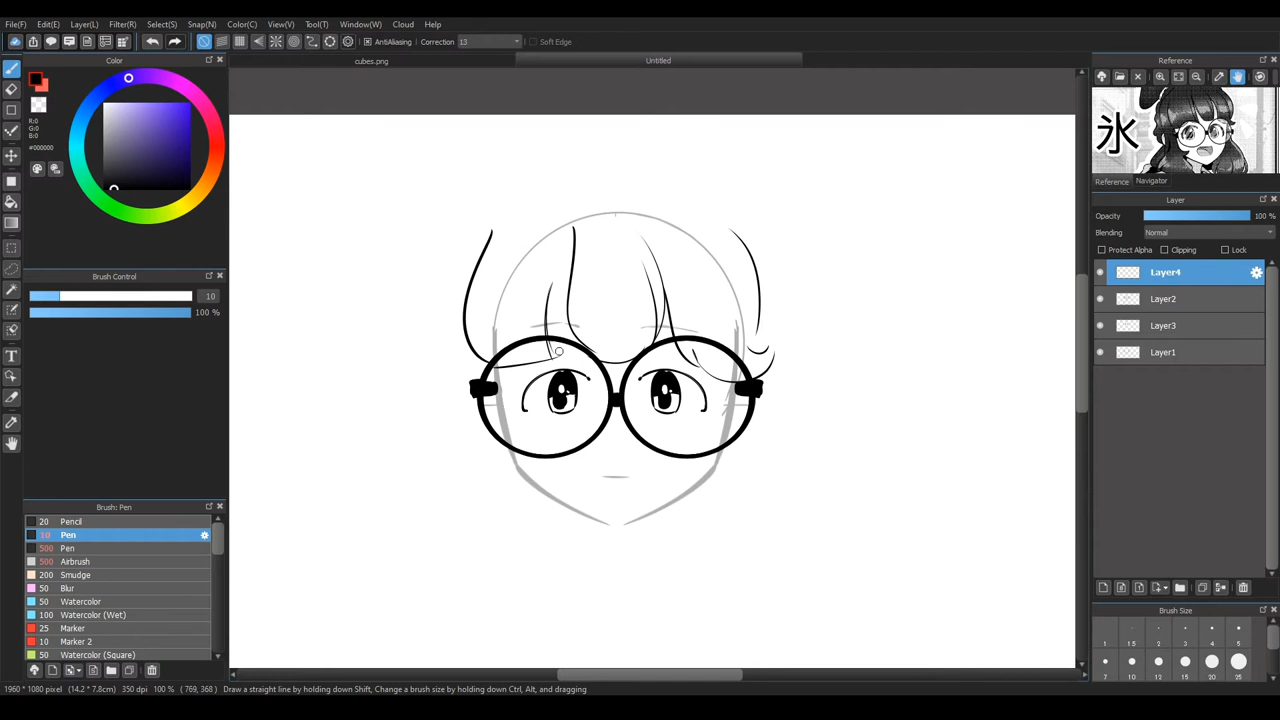 File(F) Edit(E) Layer(L) Filter(R) Select(S) Snap(N) Color(C) View(V) Tool(T) Window(W) Cloud Help
AntiAliasing Correction 13 Soft Edge
Color cubes.png Untitled Reference
R:0
G:0
B:0
#000000
氷
Reference Navigator
Layer
Opacity 100 %
Blending Normal
Protect Alpha Clipping Lock
Layer4
Layer2
Layer3
Layer1
Brush Control
10
100 %
Brush: Pen
20 Pencil
10 Pen
500 Pen
500 Airbrush
200 Smudge
50 Blur
50 Watercolor
100 Watercolor (Wet)
25 Marker
10 Marker 2
50 Watercolor (Square)
Brush Size
1 1.5 2 3 4 5
7 10 12 15 20 25
1960 * 1080 pixel (14.2 * 7.8cm) 350 dpi 100 % ( 769, 368 ) Draw a straight line by holding down Shift, Change a brush size by holding down Ctrl, Alt, and dragging